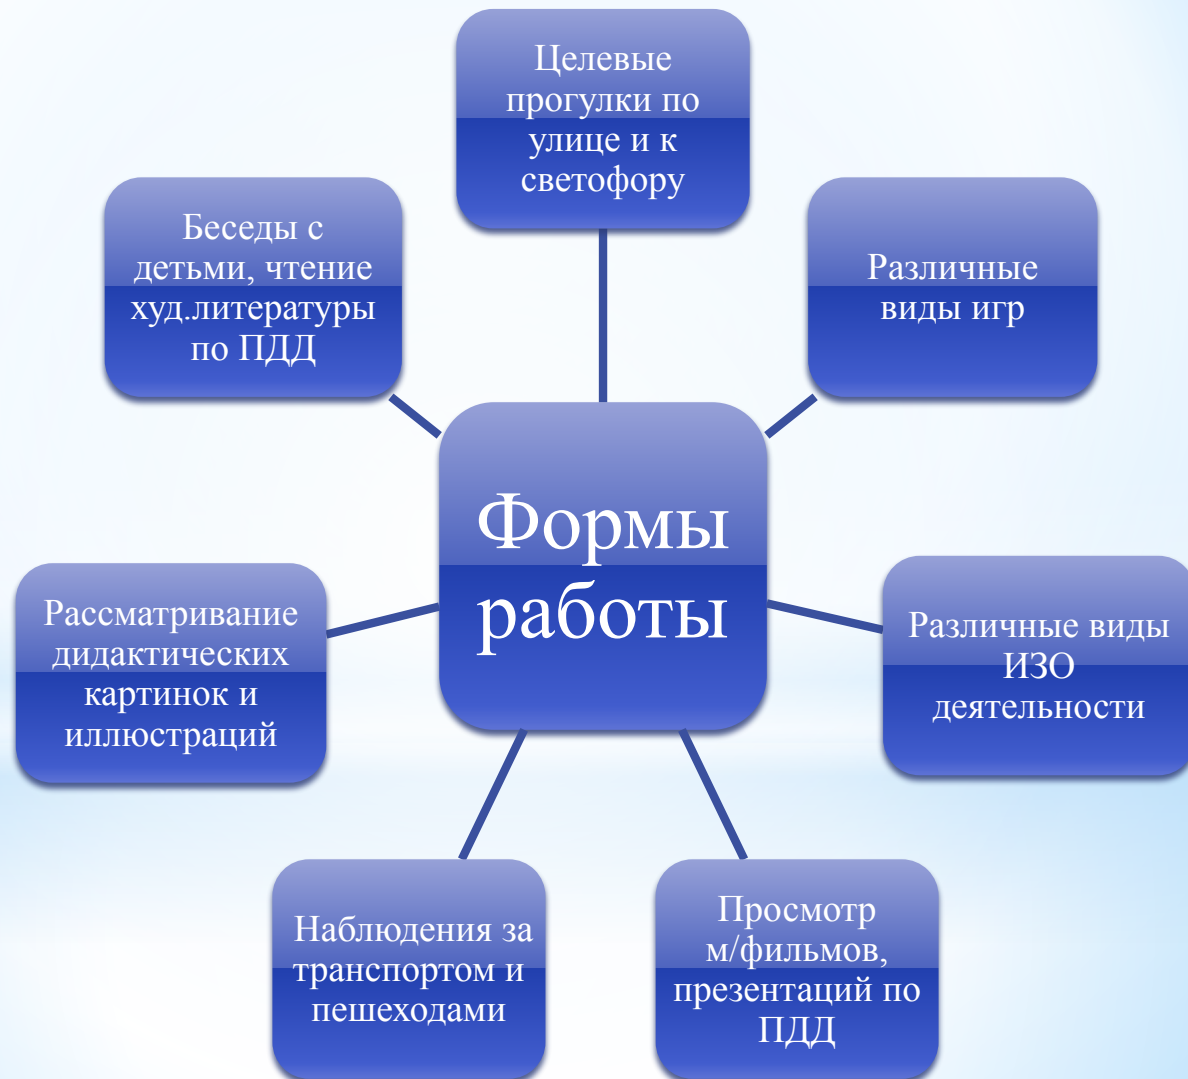 Целевые
прогулки по
улице и к
светофору
Беседы с
детьми, чтение
худ.литературы
по ПДД
Различные
виды игр
Формы
работы
Рассматривание
дидактических
картинок и
иллюстраций
Различные виды
ИЗО
деятельности
Наблюдения за
транспортом и
пешеходами
Просмотр
м/фильмов,
презентаций по
ПДД